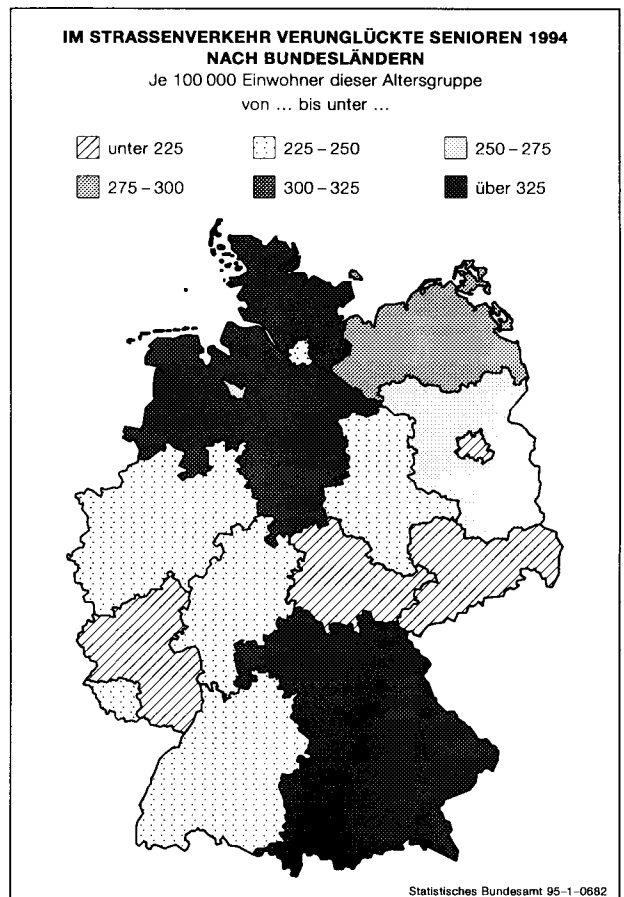 IM STRASSENVERKEHR VERUNGLÜCKTE SENIOREN 1994
NACH BUNDESLÄNDERN
Je 100 000 Einwohner dieser Altersgruppe
von ... bis unter ...
unter 225
225 – 250
250 – 275
275 – 300
300 – 325
über 325
Statistisches Bundesamt 95–1–0682